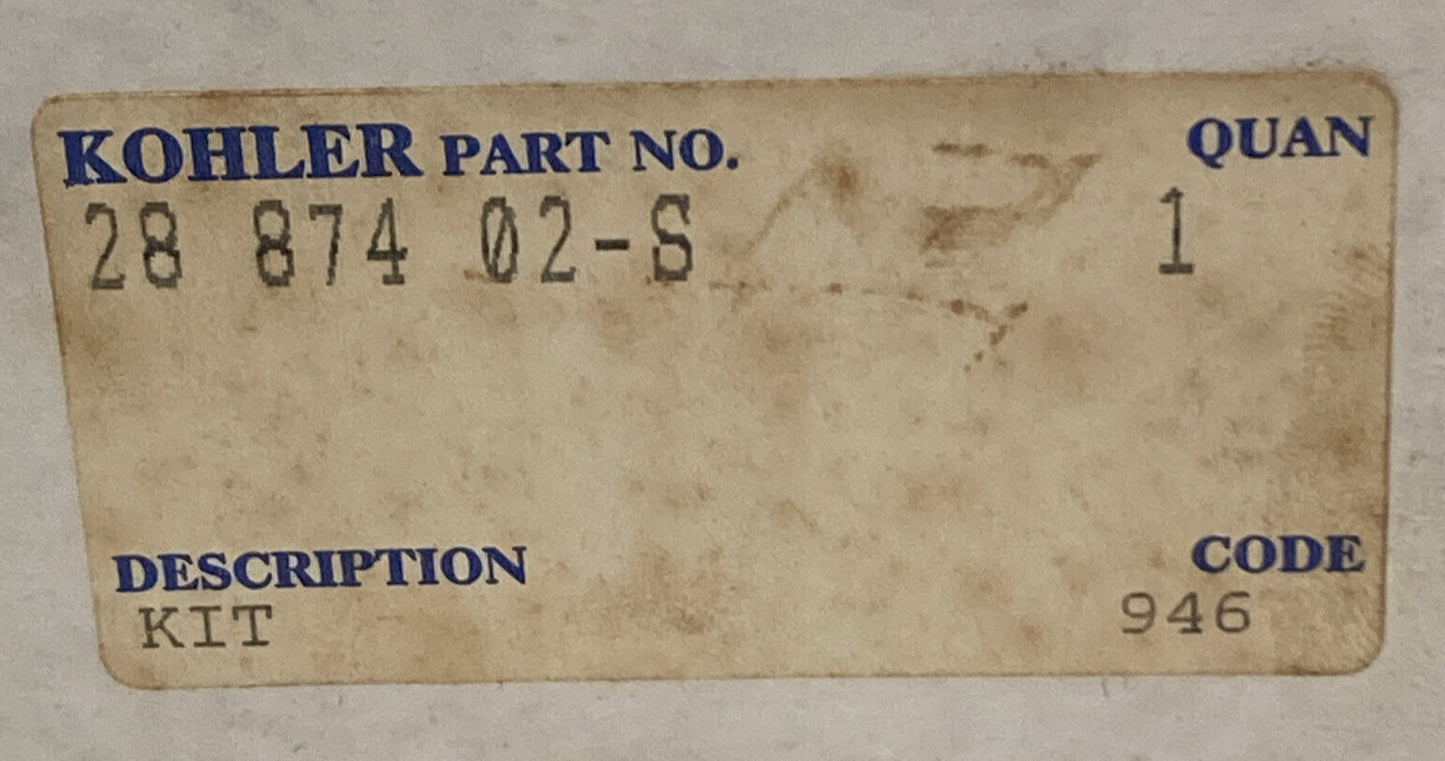 KOHLER PART NO. QUAN
28 874 02-S 1
DESCRIPTION CODE
KIT 946